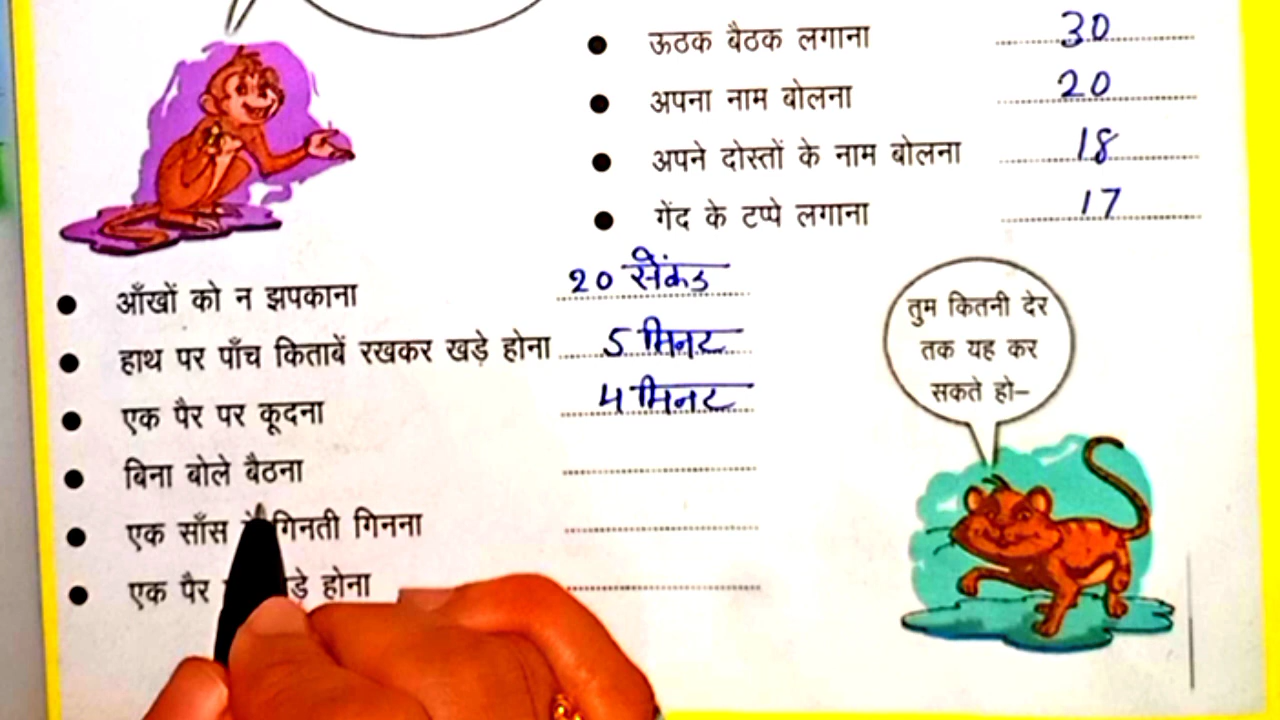 ऊठक बैठक लगाना 30
अपना नाम बोलना 20
अपने दोस्तों के नाम बोलना 18
गेंद के टप्पे लगाना 17
आँखों को न झपकाना 20 सेकंड
हाथ पर पाँच किताबें रखकर खड़े होना 5 मिनट
एक पैर पर कूदना 4 मिनट
बिना बोले बैठना
एक साँस गिनती गिनना
एक पैर होना
तुम कितनी देर
तक यह कर
सकते हो–